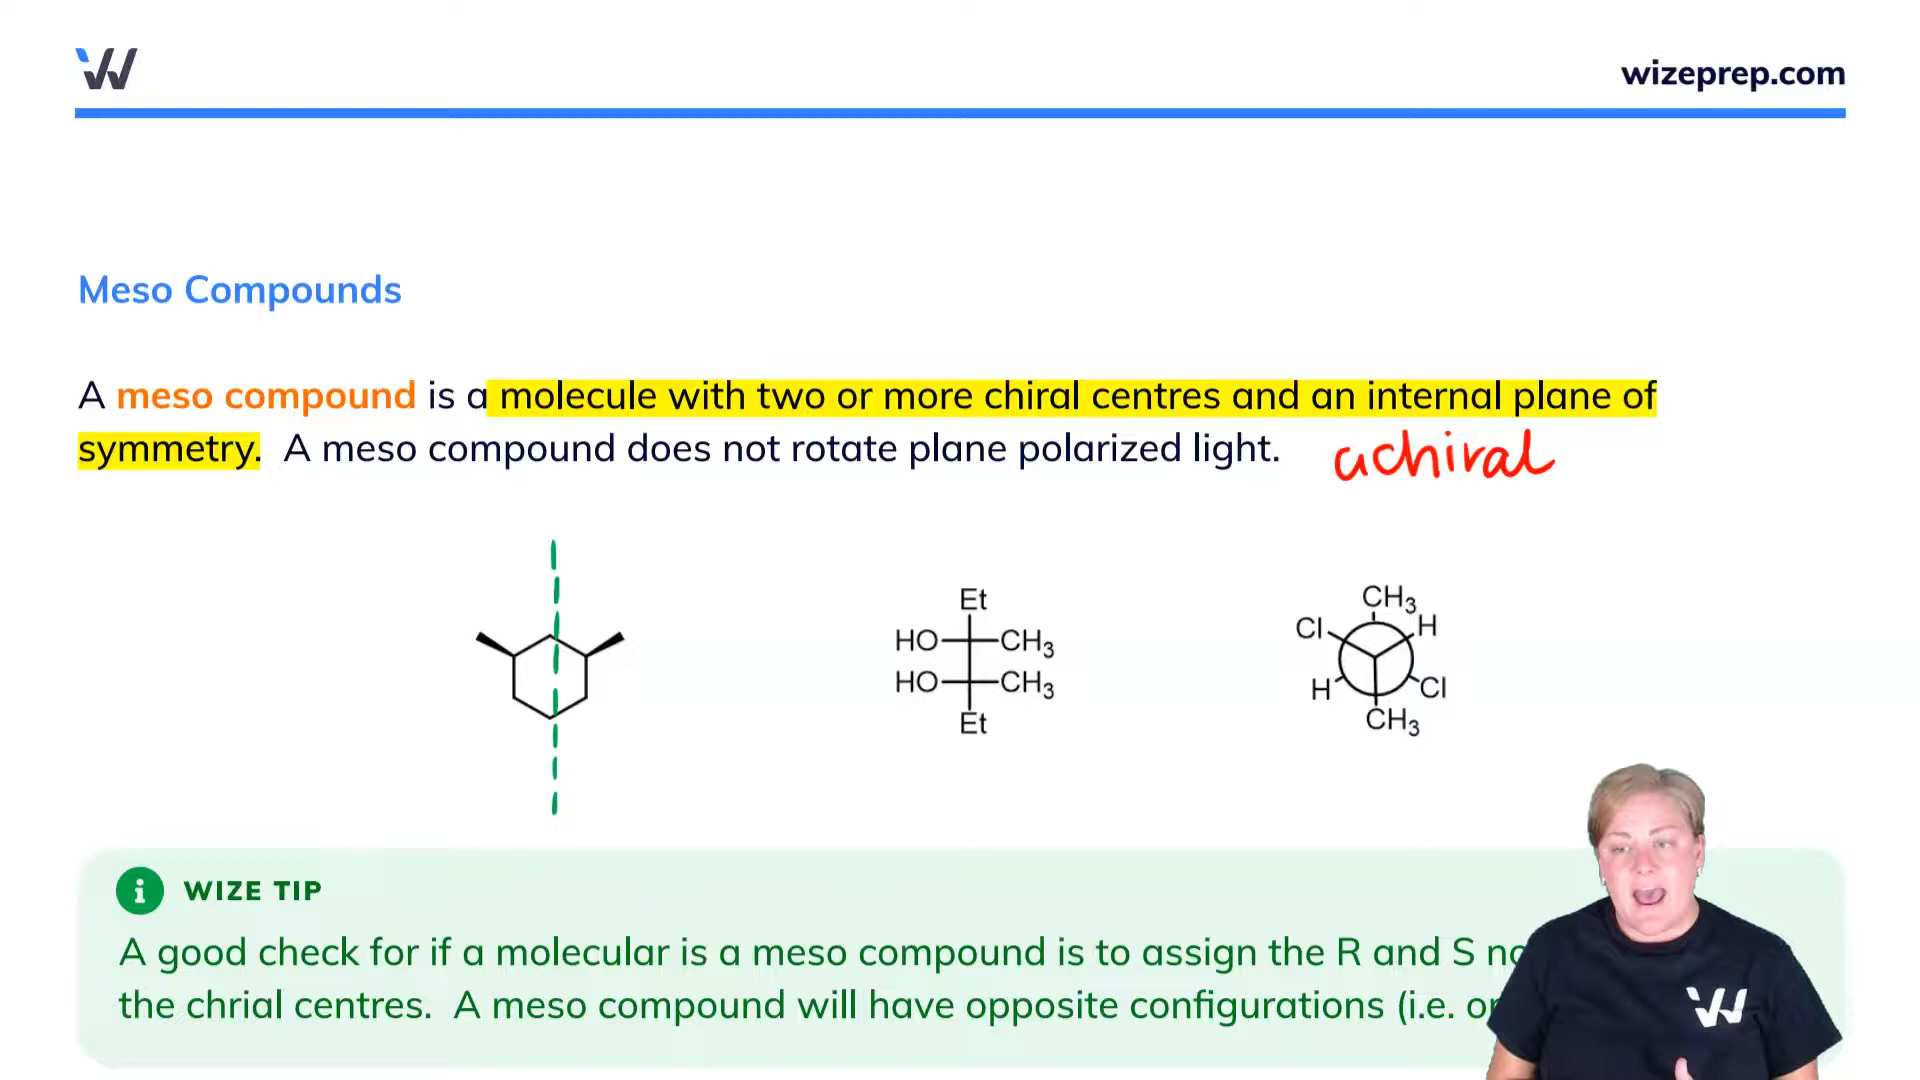 wizeprep.com
Meso Compounds
A meso compound is a molecule with two or more chiral centres and an internal plane of
symmetry. A meso compound does not rotate plane polarized light. achiral
Et
HO CH3
HO CH3
Et
CH3
Cl H
H Cl
CH3
i WIZE TIP
A good check for if a molecular is a meso compound is to assign the R and S
the chrial centres. A meso compound will have opposite configurations (i.e.